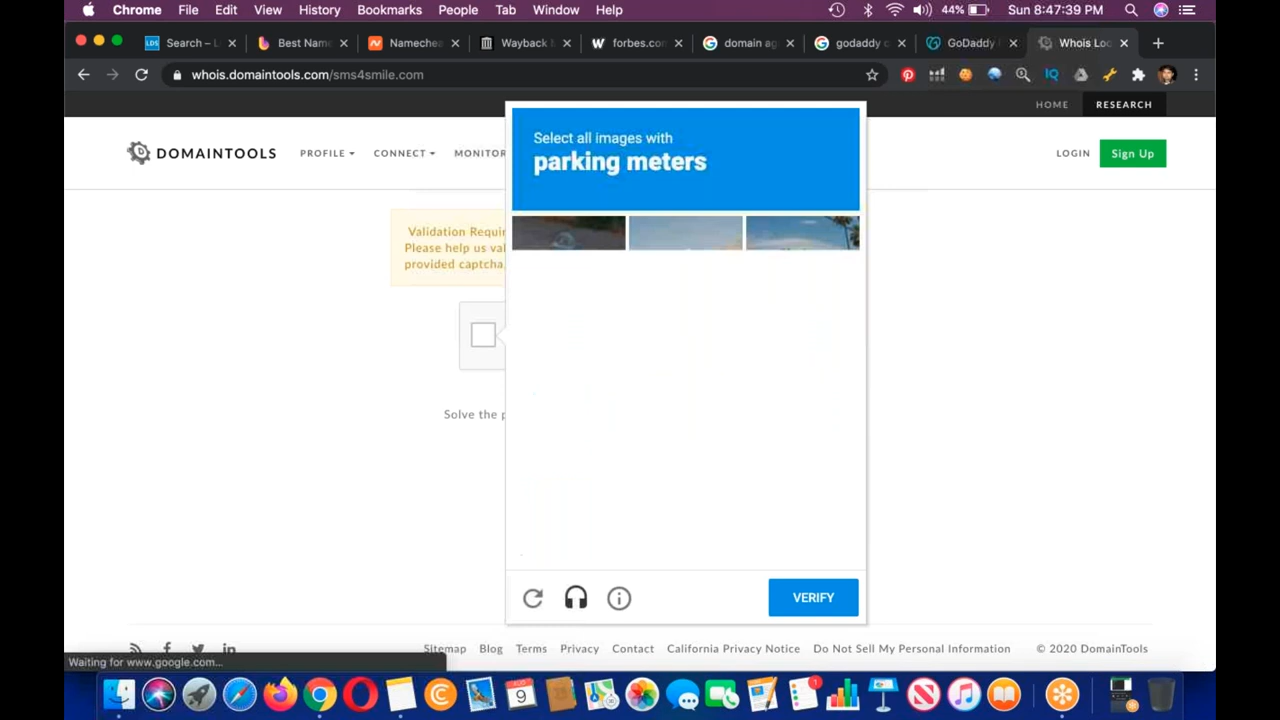 Chrome File Edit View History Bookmarks People Tab Window Help 44% Sun 8:47:39 PM
LDS Search – L Best Name Namechea Wayback M W forbes.com domain ag godaddy c GoDaddy Whois Loo
whois.domaintools.com/sms4smile.com IQ
HOME RESEARCH
DOMAINTOOLS PROFILE CONNECT MONITOR LOGIN Sign Up
Select all images with
parking meters
Validation Requir
Please help us val
provided captcha,
Solve the p
VERIFY
Sitemap Blog Terms Privacy Contact California Privacy Notice Do Not Sell My Personal Information © 2020 DomainTools
Waiting for www.google.com...
9
1